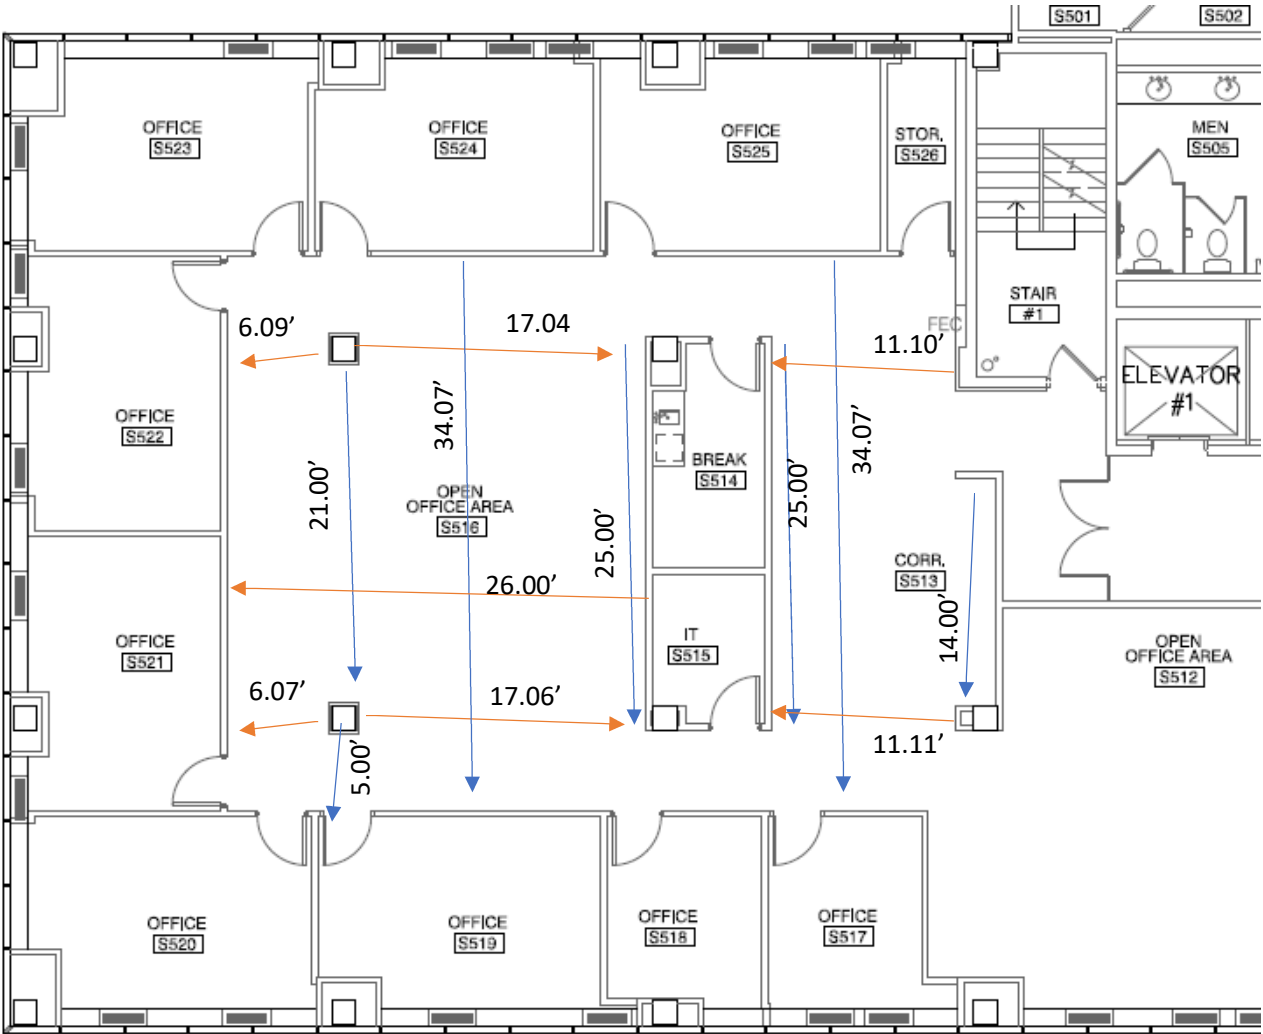 S501
S502
OFFICE
S523
OFFICE
S524
OFFICE
S525
STOR.
S526
MEN
S505
STAIR
#1
FEC
6.09’
17.04
11.10’
ELEVATOR
#1
34.07’
34.07’
OFFICE
S522
BREAK
S514
21.00’
OPEN
OFFICE AREA
S516
25.00’
25.00’
26.00’
CORR.
S513
14.00’
OFFICE
S521
IT
S515
OPEN
OFFICE AREA
S512
6.07’
17.06’
11.11’
5.00’
OFFICE
S520
OFFICE
S519
OFFICE
S518
OFFICE
S517